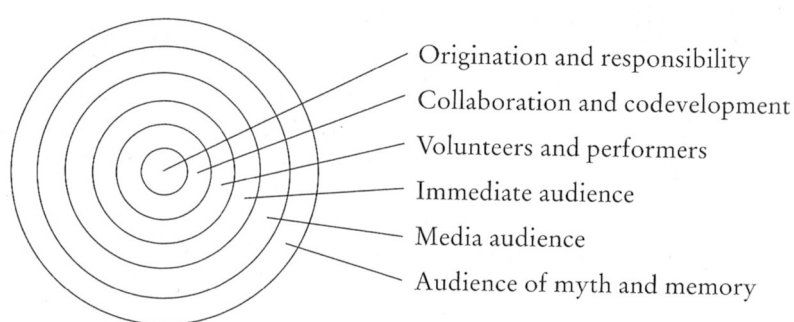 Origination and responsibility
Collaboration and codevelopment
Volunteers and performers
Immediate audience
Media audience
Audience of myth and memory